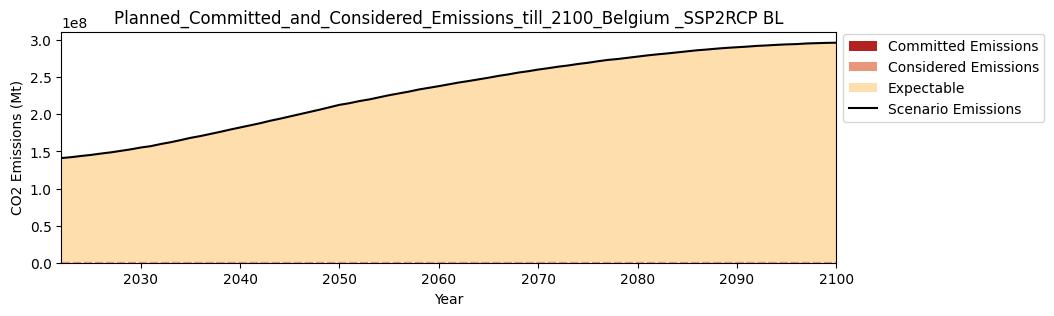 Planned_Committed_and_Considered_Emissions_till_2100_Belgium _SSP2RCP BL
1e8
3.0
2.5
2.0
1.5
1.0
0.5
0.0
CO2 Emissions (Mt)
2030 2040 2050 2060 2070 2080 2090 2100
Year
Committed Emissions
Considered Emissions
Expectable
Scenario Emissions